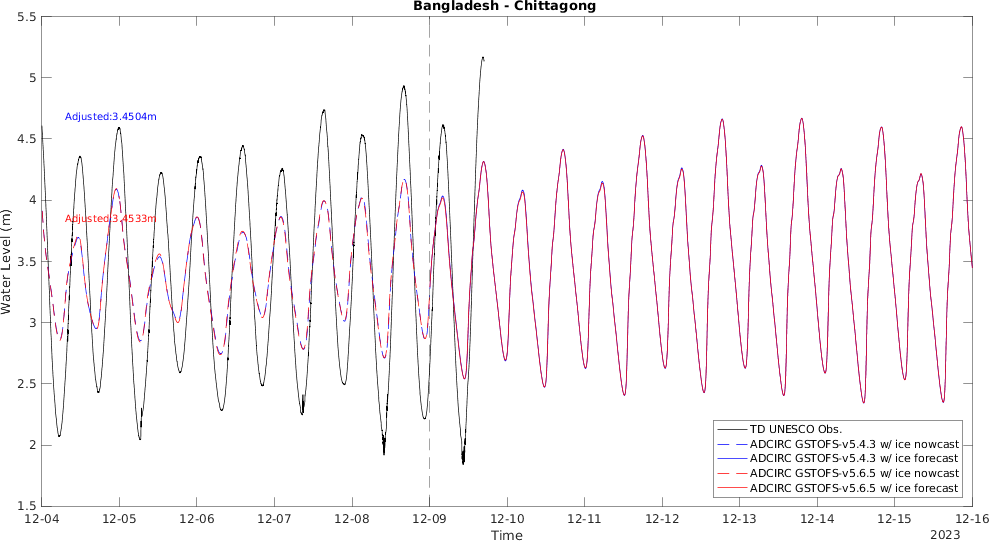 Bangladesh - Chittagong
5.5
5
4.5
4
3.5
3
2.5
2
1.5
Water Level (m)
Adjusted:3.4504m
Adjusted:3.4533m
TD UNESCO Obs.
ADCIRC GSTOFS-v5.4.3 w/ ice nowcast
ADCIRC GSTOFS-v5.4.3 w/ ice forecast
ADCIRC GSTOFS-v5.6.5 w/ ice nowcast
ADCIRC GSTOFS-v5.6.5 w/ ice forecast
12-04 12-05 12-06 12-07 12-08 12-09 12-10 12-11 12-12 12-13 12-14 12-15 12-16
Time
2023